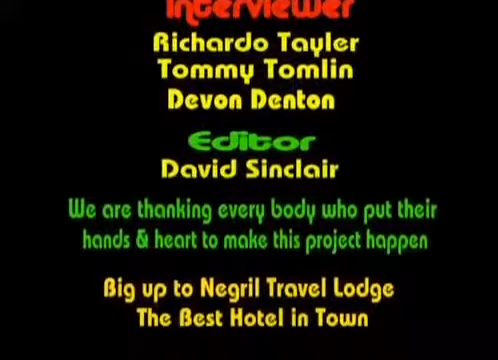 Interviewer
Richardo Tayler
Tommy Tomlin
Devon Denton
Editor
David Sinclair
We are thanking every body who put their
hands & heart to make this project happen
Big up to Negril Travel Lodge
The Best Hotel in Town